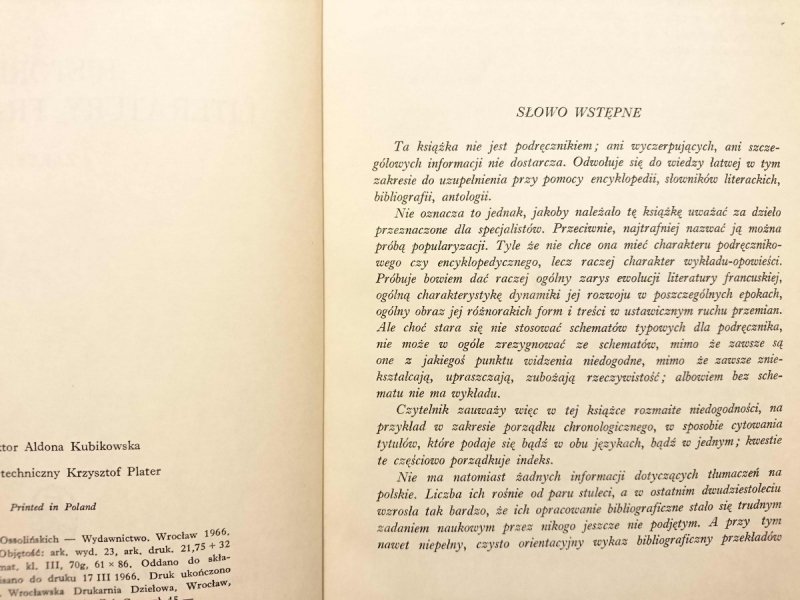 Aldona Kubikowska
techniczny Krzysztof Plater
Printed in Poland
Ossolińskich — Wydawnictwo. Wrocław 1966.
Objętość: ark. wyd. 23, ark. druk. 21,75 + 32
kl. III, 70g, 61 × 86. Oddano do skła-
do druku 17 III 1966. Druk ukończono
Wrocławska Drukarnia Dziełowa, Wrocław,
SŁOWO WSTĘPNE
Ta książka nie jest podręcznikiem; ani wyczerpujących, ani szcze-
gólowych informacji nie dostarcza. Odwołuje się do wiedzy łatwej w tym
zakresie do uzupełnienia przy pomocy encyklopedii, słowników literackich,
bibliografii, antologii.
Nie oznacza to jednak, jakoby należało tę książkę uważać za dzieło
przeznaczone dla specjalistów. Przeciwnie, najtrafniej nazwać ją można
próbą popularyzacji. Tyle że nie chce ona mieć charakteru podręczniko-
wego czy encyklopedycznego, lecz raczej charakter wykładu-opowieści.
Próbuje bowiem dać raczej ogólny zarys ewolucji literatury francuskiej,
ogólną charakterystykę dynamiki jej rozwoju w poszczególnych epokach,
ogólny obraz jej różnorakich form i treści w ustawicznym ruchu przemian.
Ale choć stara się nie stosować schematów typowych dla podręcznika,
nie może w ogóle zrezygnować ze schematów, mimo że zawsze są
one z jakiegoś punktu widzenia niedogodne, mimo że zawsze znie-
kształcają, upraszczają, zubożają rzeczywistość; albowiem bez sche-
matu nie ma wykładu.
Czytelnik zauważy więc w tej książce rozmaite niedogodności, na
przykład w zakresie porządku chronologicznego, w sposobie cytowania
tytułów, które podaje się bądź w obu językach, bądź w jednym; kwestie
te częściowo porządkuje indeks.
Nie ma natomiast żadnych informacji dotyczących tłumaczeń na
polskie. Liczba ich rośnie od paru stuleci, a w ostatnim dwudziestoleciu
wzrosła tak bardzo, że ich opracowanie bibliograficzne stało się trudnym
zadaniem naukowym przez nikogo jeszcze nie podjętym. A przy tym
nawet niepełny, czysto orientacyjny wykaz bibliograficzny przekładów